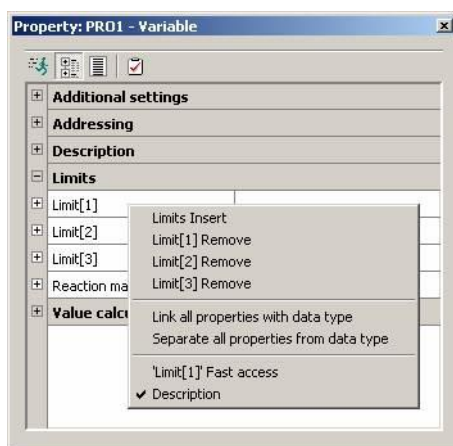 Property: PRO1 - Variable
Additional settings
Addressing
Description
Limits
Limit[1]
Limit[2]
Limit[3]
Reaction ma
Value calcu
Limits Insert
Limit[1] Remove
Limit[2] Remove
Limit[3] Remove
Link all properties with data type
Separate all properties from data type
'Limit[1]' Fast access
Description